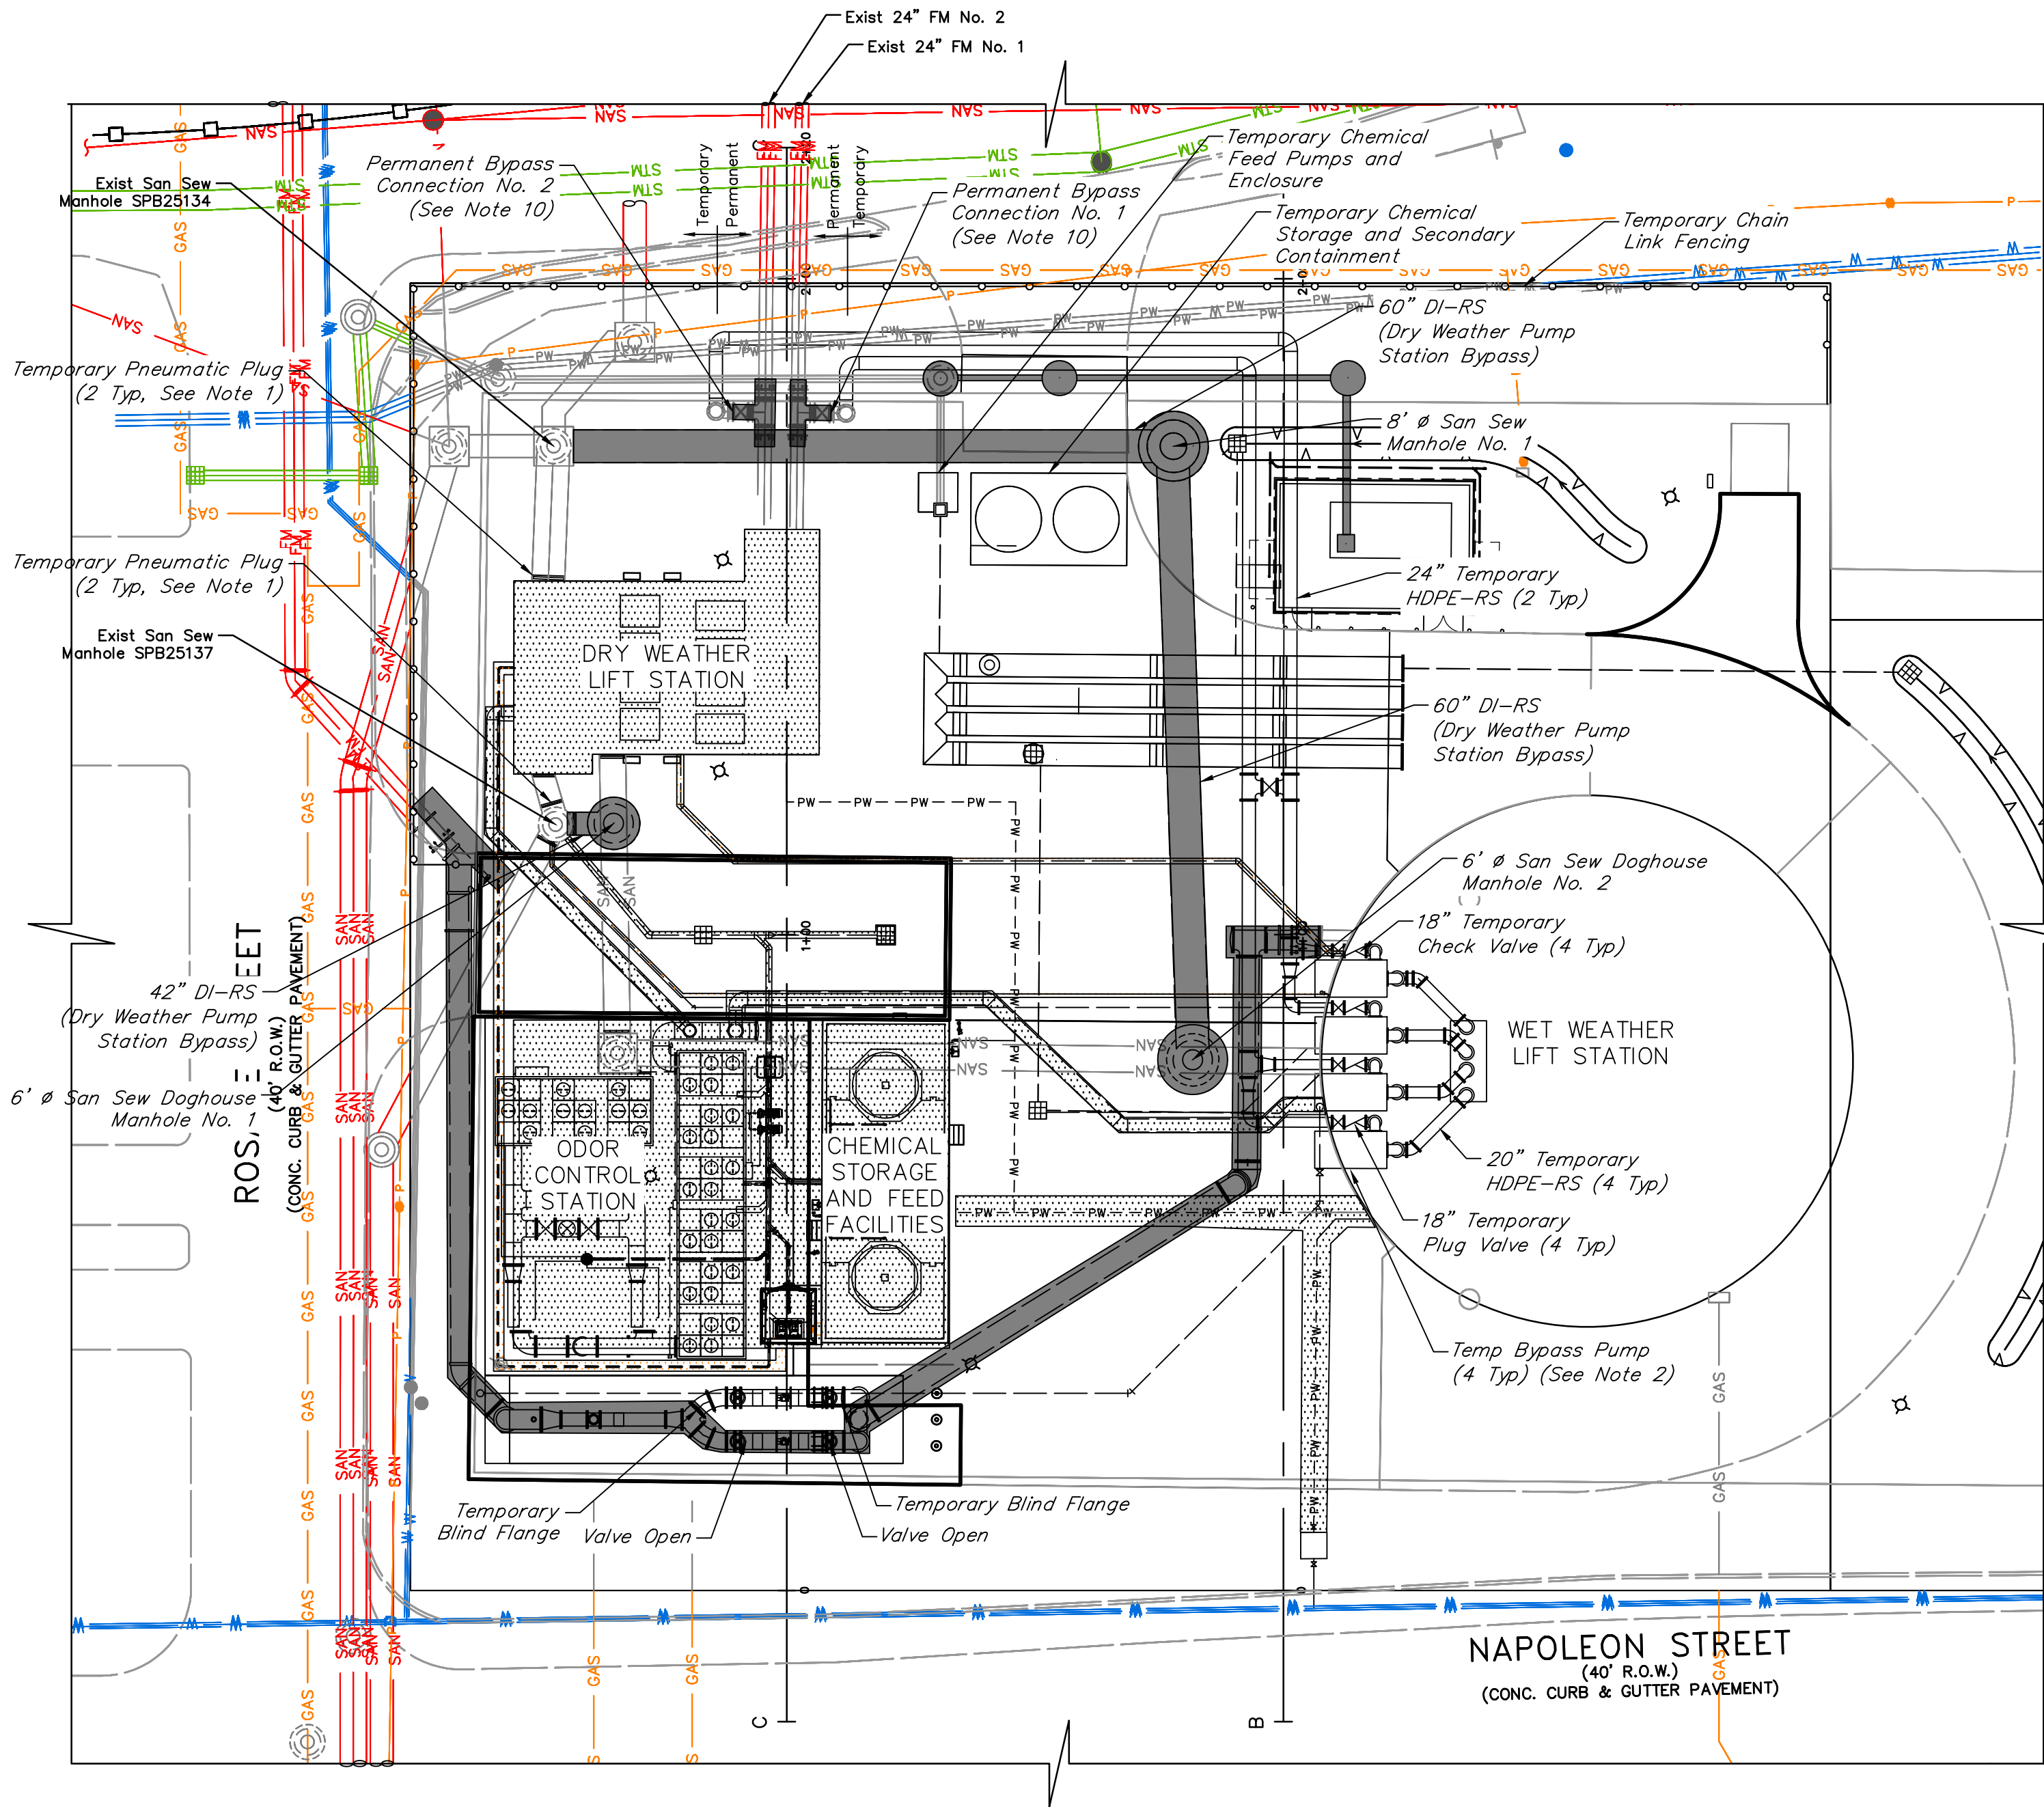 Exist 24" FM No. 2
Exist 24" FM No. 1
Permanent Bypass
Connection No. 2
(See Note 10)
Temporary
Permanent
Permanent
Temporary
Permanent Bypass
Connection No. 1
(See Note 10)
Temporary Chemical
Feed Pumps and
Enclosure
Temporary Chemical
Storage and Secondary
Containment
Temporary Chain
Link Fencing
Exist San Sew
Manhole SPB25134
60" DI-RS
(Dry Weather Pump
Station Bypass)
Temporary Pneumatic Plug
(2 Typ, See Note 1)
8' ø San Sew
Manhole No. 1
Temporary Pneumatic Plug
(2 Typ, See Note 1)
24" Temporary
HDPE-RS (2 Typ)
Exist San Sew
Manhole SPB25137
DRY WEATHER
LIFT STATION
60" DI-RS
(Dry Weather Pump
Station Bypass)
6' ø San Sew Doghouse
Manhole No. 2
18" Temporary
Check Valve (4 Typ)
1+00
42" DI-RS
(Dry Weather Pump
Station Bypass)
WET WEATHER
LIFT STATION
6' ø San Sew Doghouse
Manhole No. 1
(40' R.O.W.)
(CONC. CURB & GUTTER PAVEMENT)
ODOR
CONTROL
STATION
CHEMICAL
STORAGE
AND FEED
FACILITIES
20" Temporary
HDPE-RS (4 Typ)
18" Temporary
Plug Valve (4 Typ)
Temp Bypass Pump
(4 Typ) (See Note 2)
Temporary
Blind Flange
Valve Open
Temporary Blind Flange
Valve Open
NAPOLEON STREET
(40' R.O.W.)
(CONC. CURB & GUTTER PAVEMENT)
C
B
GAS
SAN
STM
FM
PW
W
P